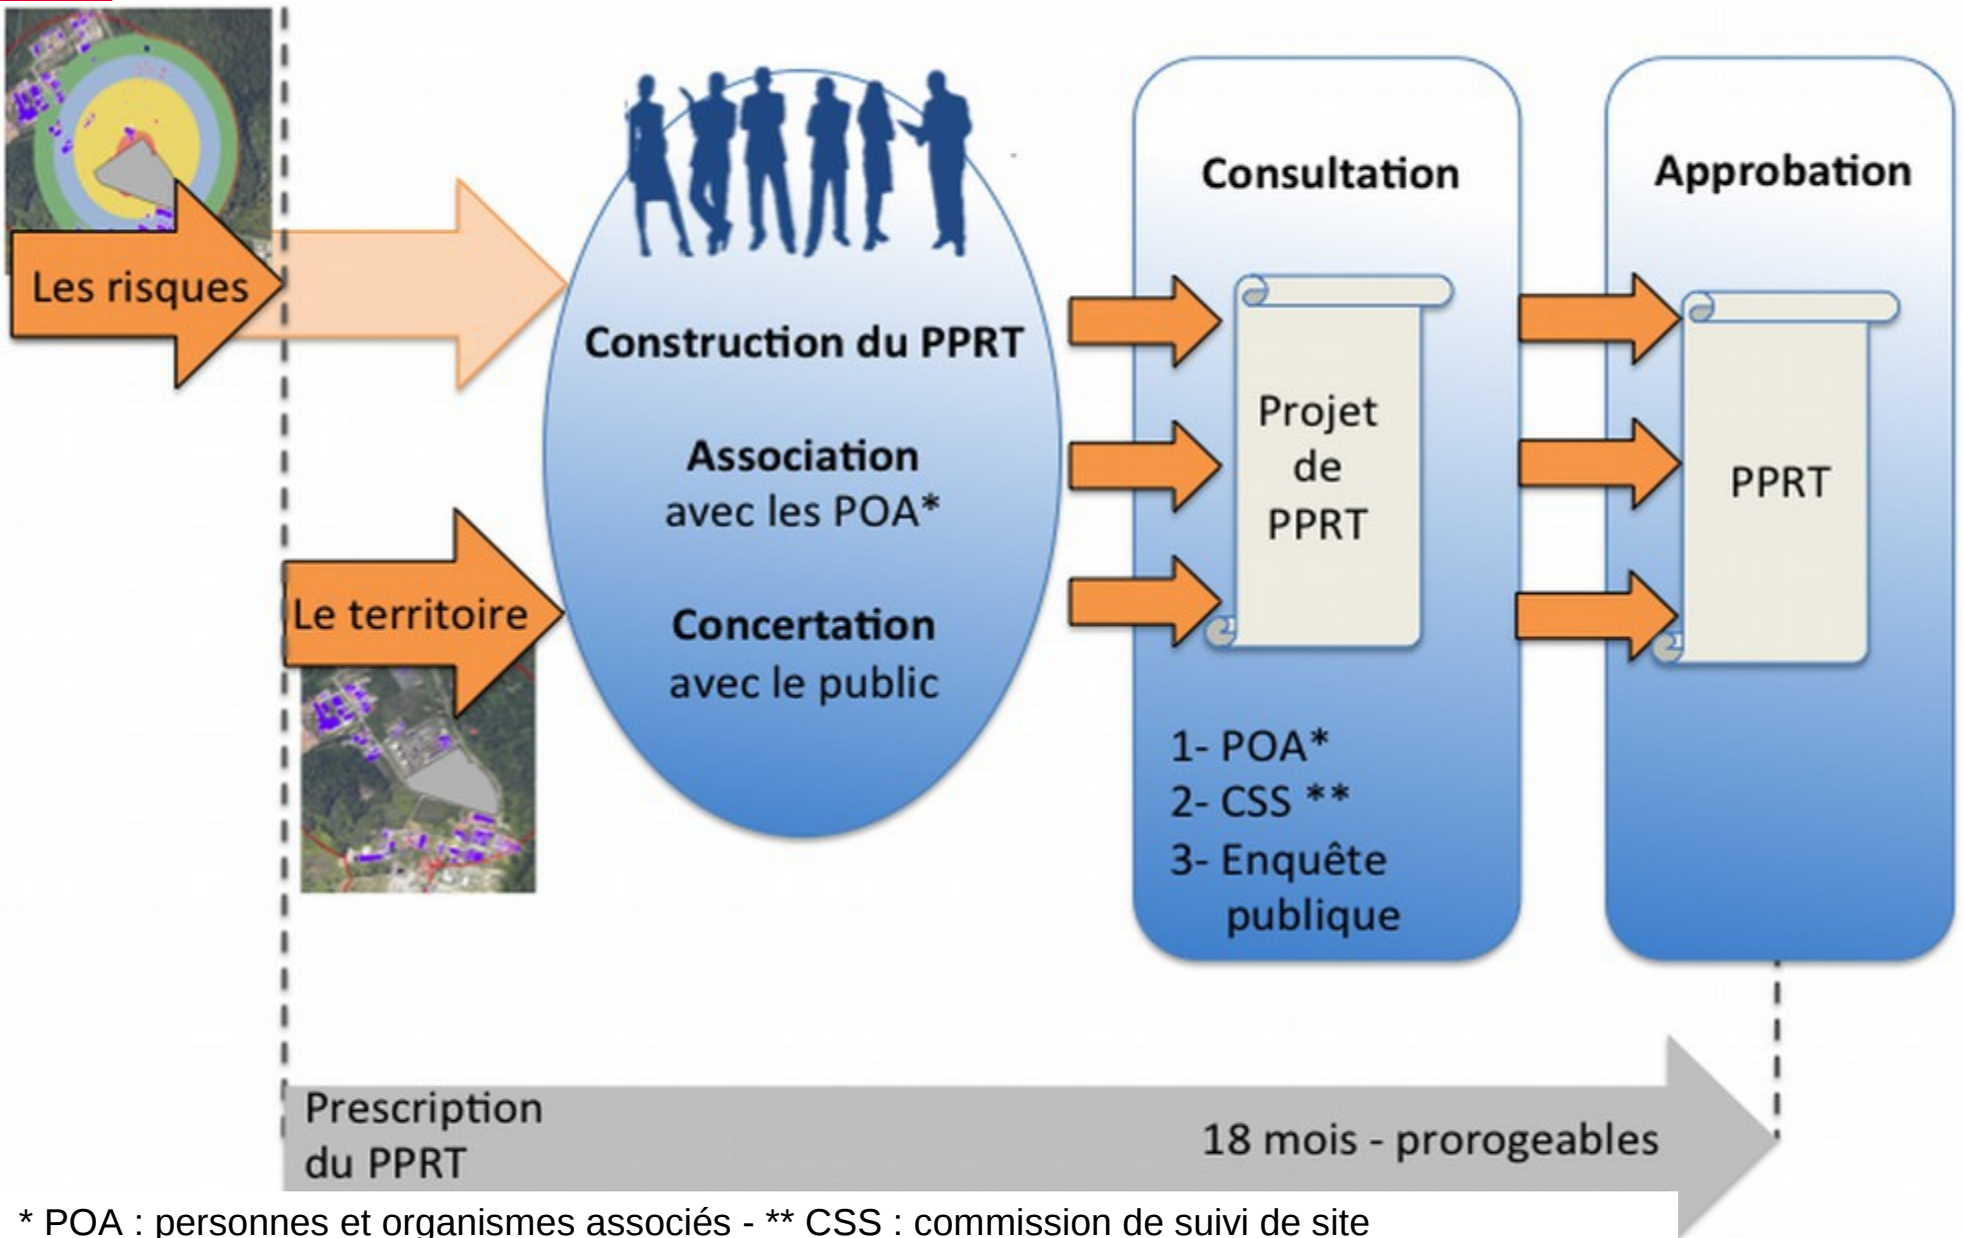 Les risques
Le territoire
Construction du PPRT
Association
avec les POA*
Concertation
avec le public
Consultation
Projet
de
PPRT
1- POA*
2- CSS **
3- Enquête
publique
Approbation
PPRT
Prescription
du PPRT
18 mois - prorogeables
* POA : personnes et organismes associés - ** CSS : commission de suivi de site